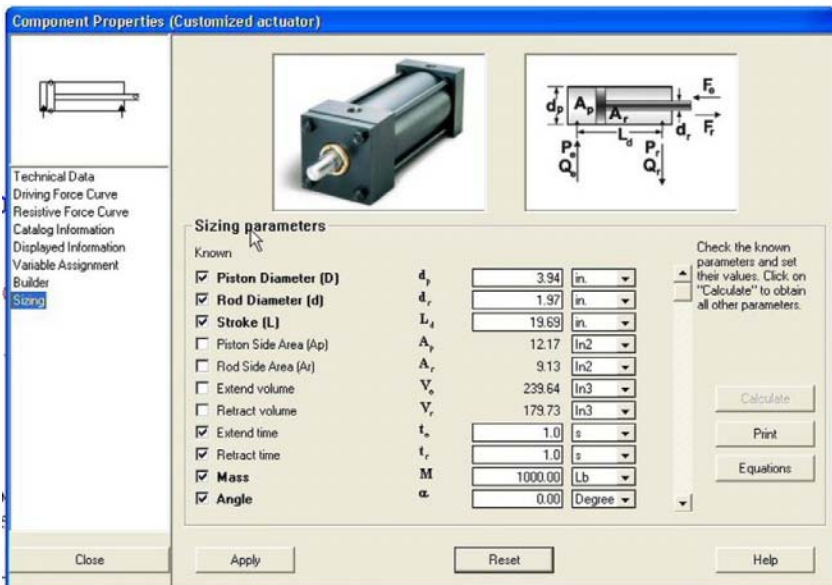 Component Properties (Customized actuator)
Technical Data
Driving Force Curve
Resistive Force Curve
Catalog Information
Displayed Information
Variable Assignment
Builder
Sizing
dp Ap Ar dr Fe Fr
Ld
Pe Pr
Qe Qr
Sizing parameters
Known
Piston Diameter (D) dp 3.94 in.
Rod Diameter (d) dr 1.97 in.
Stroke (L) Ld 19.69 in.
Piston Side Area (Ap) Ap 12.17 In2
Rod Side Area (Ar) Ar 9.13 In2
Extend volume Ve 239.64 In3
Retract volume Vr 179.73 In3
Extend time te 1.0 s
Retract time tr 1.0 s
Mass M 1000.00 Lb
Angle α 0.00 Degree
Check the known
parameters and set
their values. Click on
"Calculate" to obtain
all other parameters.
Calculate
Print
Equations
Close Apply Reset Help